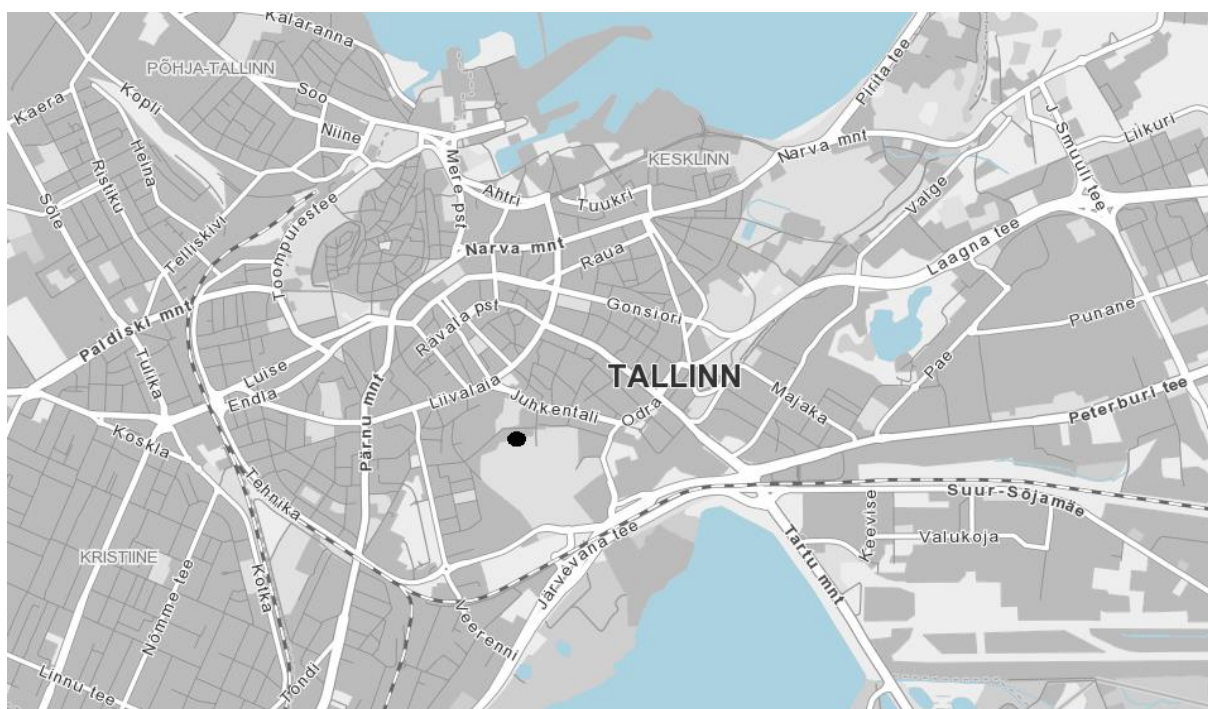 Kalaranna
PÕHJA-TALLINN
Pirita tee
Kaera
Kopli
Soo
Niine
J. Smuuli tee
Liikuri
Heina
Ristiku
Mere pst
KESKLINN
Narva mnt
Sõle
Telliskivi
Toompuiestee
Ahtri
Tuukri
Valge
Narva mnt
Raua
Laagna tee
Paldiski mnt
Gonsiori
Punane
Ravala pst
Tulika
Luise
Endla
Liivalaia
Juhkentali
TALLINN
Majaka
Pae
Odra
Peterburi tee
Koskla
Pärnu mnt
Tehnika
Suur-Sõjamäe
Keevise
Valukoja
KRISTIINE
Järvevana tee
Tartu mnt
Kotka
Nõmme tee
Veerenni
Linnu tee
Tondi